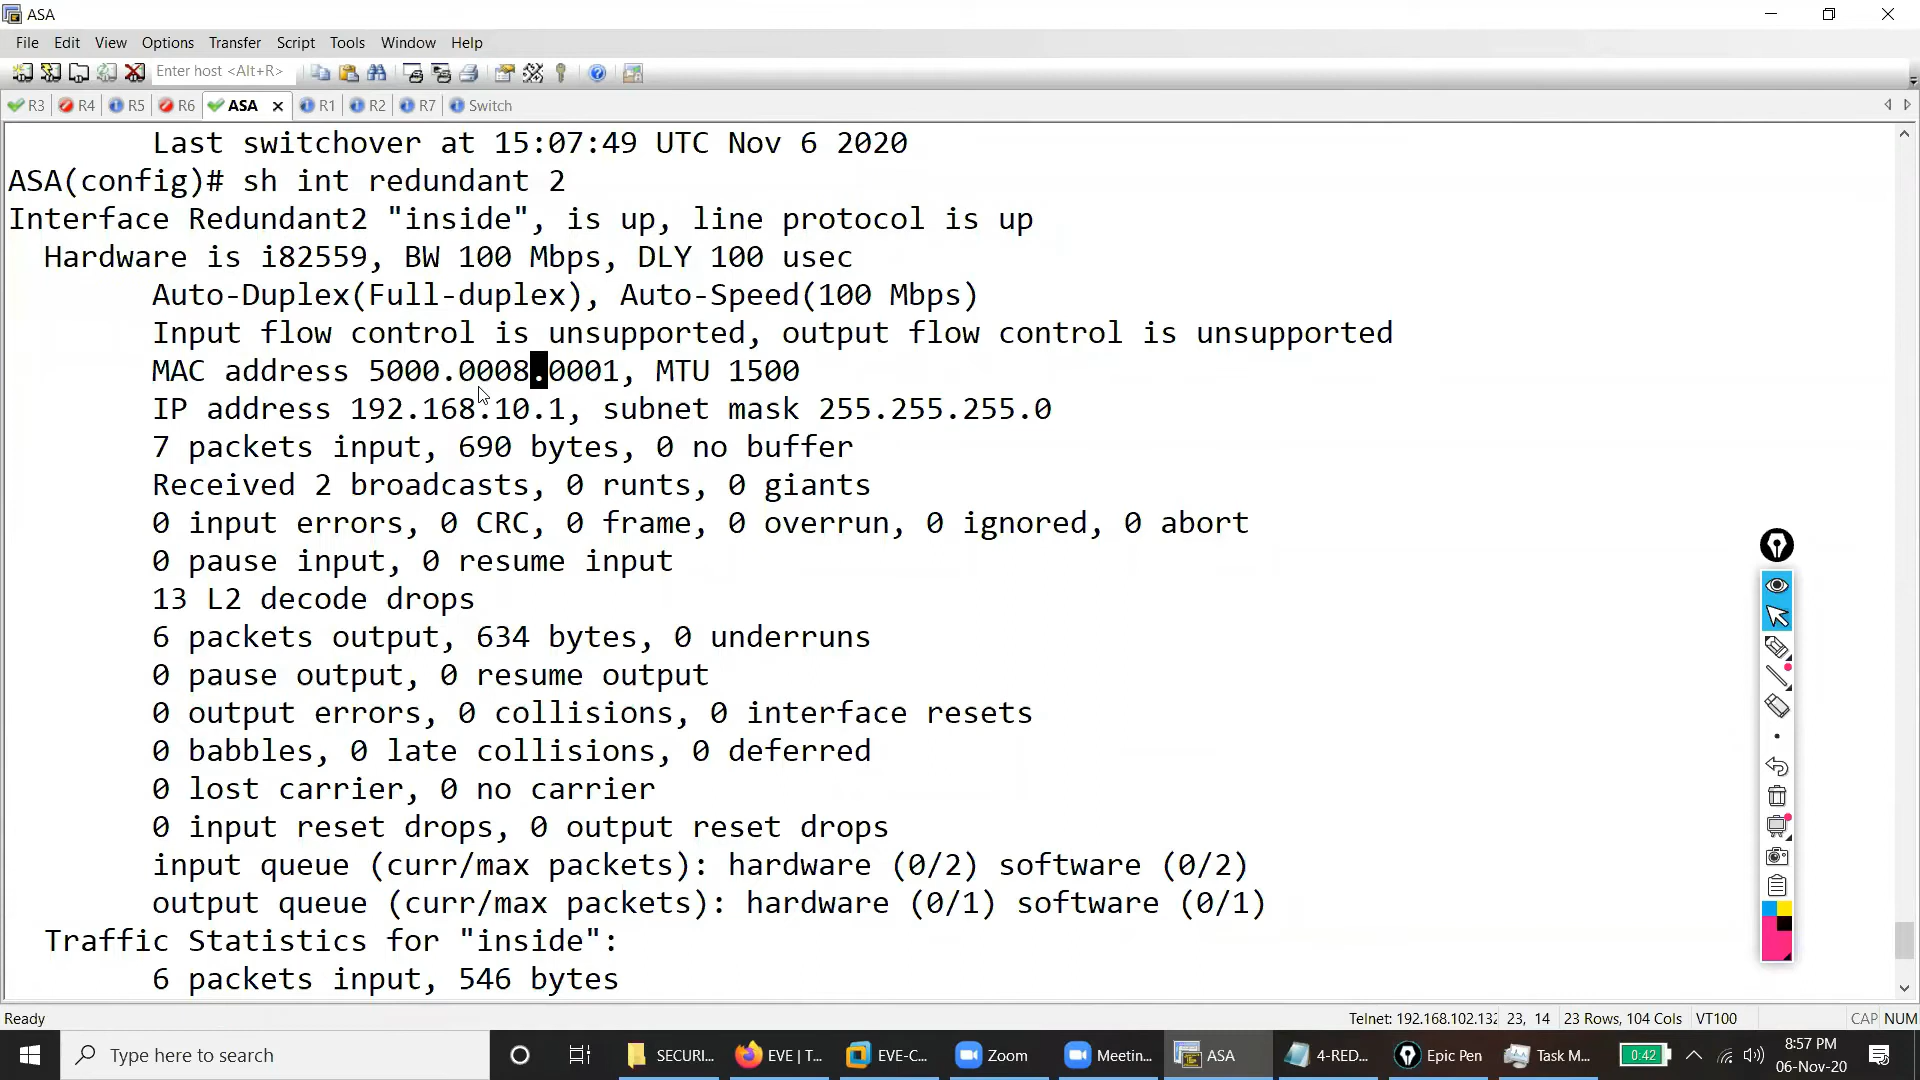 ASA
File Edit View Options Transfer Script Tools Window Help
Enter host <Alt+R>
R3 R4 R5 R6 ASA R1 R2 R7 Switch
Last switchover at 15:07:49 UTC Nov 6 2020
ASA(config)# sh int redundant 2
Interface Redundant2 "inside", is up, line protocol is up
Hardware is i82559, BW 100 Mbps, DLY 100 usec
Auto-Duplex(Full-duplex), Auto-Speed(100 Mbps)
Input flow control is unsupported, output flow control is unsupported
MAC address 5000.0008.0001, MTU 1500
IP address 192.168.10.1, subnet mask 255.255.255.0
7 packets input, 690 bytes, 0 no buffer
Received 2 broadcasts, 0 runts, 0 giants
0 input errors, 0 CRC, 0 frame, 0 overrun, 0 ignored, 0 abort
0 pause input, 0 resume input
13 L2 decode drops
6 packets output, 634 bytes, 0 underruns
0 pause output, 0 resume output
0 output errors, 0 collisions, 0 interface resets
0 babbles, 0 late collisions, 0 deferred
0 lost carrier, 0 no carrier
0 input reset drops, 0 output reset drops
input queue (curr/max packets): hardware (0/2) software (0/2)
output queue (curr/max packets): hardware (0/1) software (0/1)
Traffic Statistics for "inside":
6 packets input, 546 bytes
Ready Telnet: 192.168.102.132 23, 14 23 Rows, 104 Cols VT100 CAP NUM
Type here to search SECURI... EVE | T... EVE-C... Zoom Meetin... ASA 4-RED... Epic Pen Task M... 0:42 8:57 PM
06-Nov-20